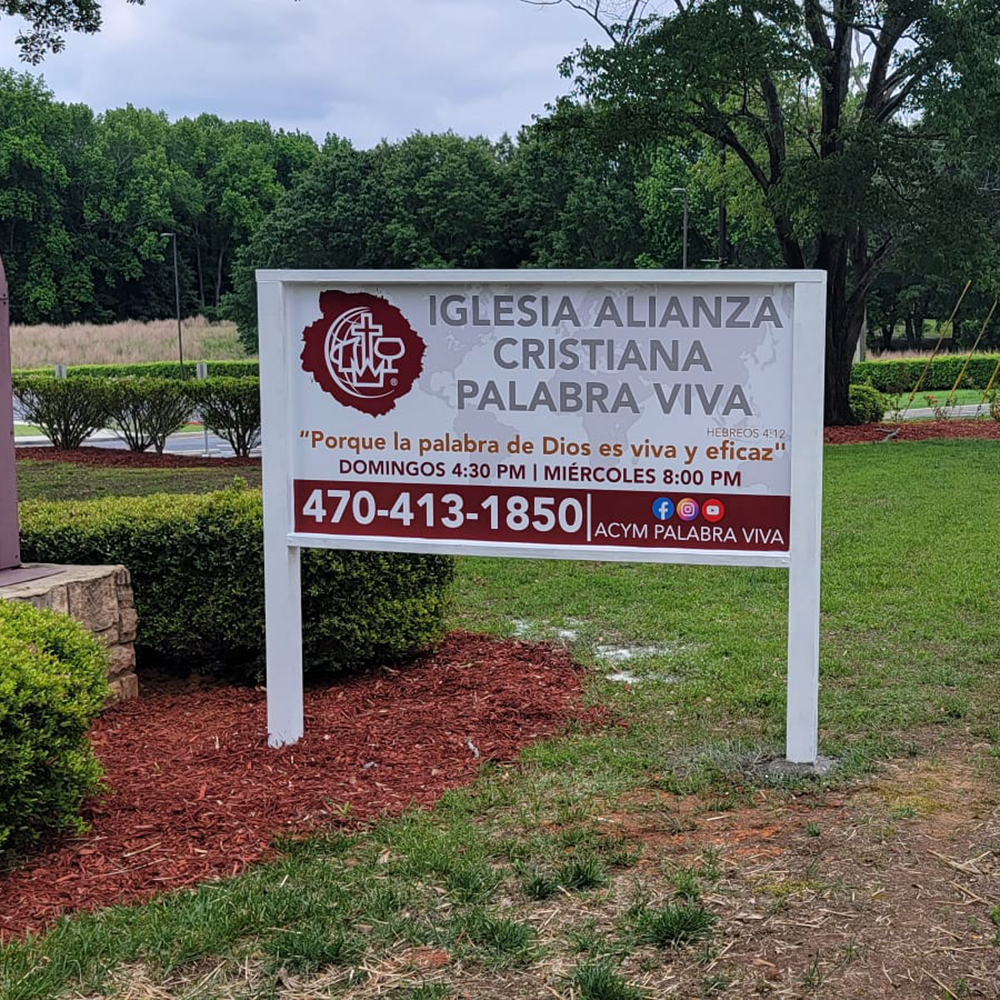 IGLESIA ALIANZA
CRISTIANA
PALABRA VIVA
HEBREOS 4:12
"Porque la palabra de Dios es viva y eficaz"
DOMINGOS 4:30 PM | MIÉRCOLES 8:00 PM
470-413-1850
ACYM PALABRA VIVA